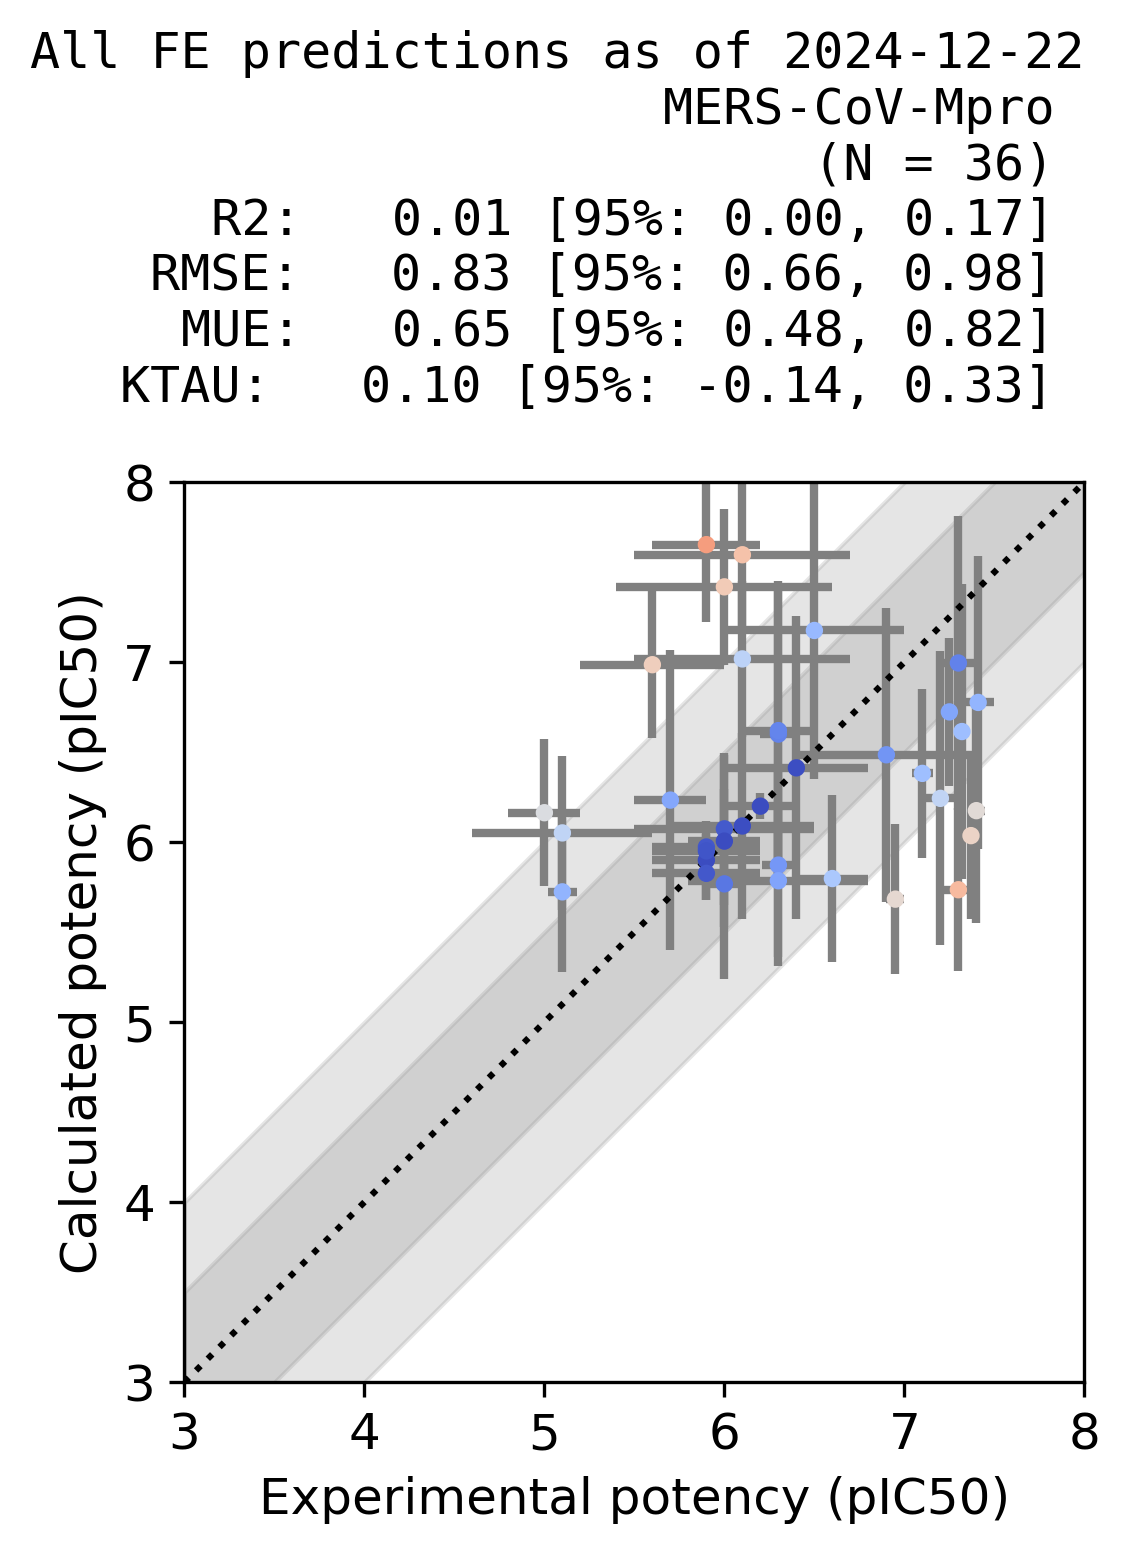 All FE predictions as of 2024-12-22
MERS-CoV-Mpro
(N = 36)
R2: 0.01 [95%: 0.00, 0.17]
RMSE: 0.83 [95%: 0.66, 0.98]
MUE: 0.65 [95%: 0.48, 0.82]
KTAU: 0.10 [95%: -0.14, 0.33]
8
7
6
5
4
3
Calculated potency (pIC50)
3 4 5 6 7 8
Experimental potency (pIC50)